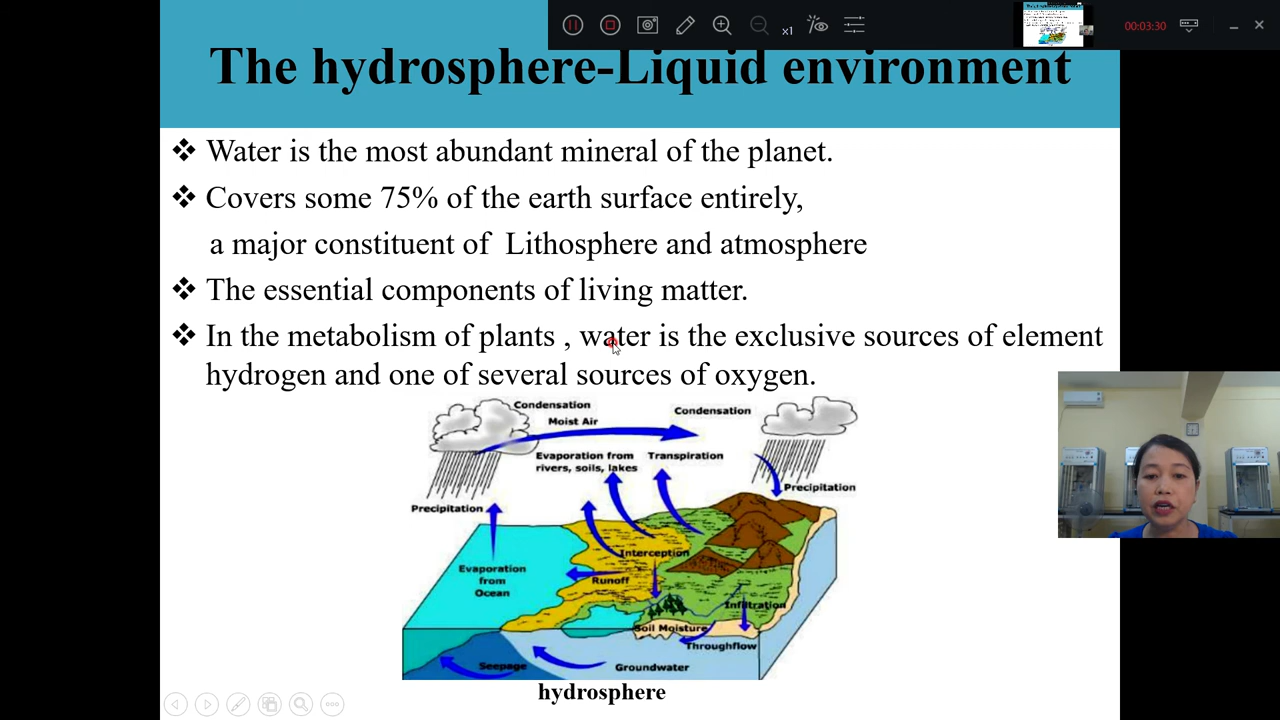 x1
00:03:30
The hydrosphere-Liquid environment
❖ Water is the most abundant mineral of the planet.
❖ Covers some 75% of the earth surface entirely,
a major constituent of Lithosphere and atmosphere
❖ The essential components of living matter.
❖ In the metabolism of plants , water is the exclusive sources of element
hydrogen and one of several sources of oxygen.
Condensation
Condensation
Moist Air
Evaporation from
rivers, soils, lakes
Transpiration
Precipitation
Precipitation
Interception
Evaporation
from
Ocean
Runoff
Infiltration
Soil Moisture
Throughflow
Seepage
Groundwater
hydrosphere